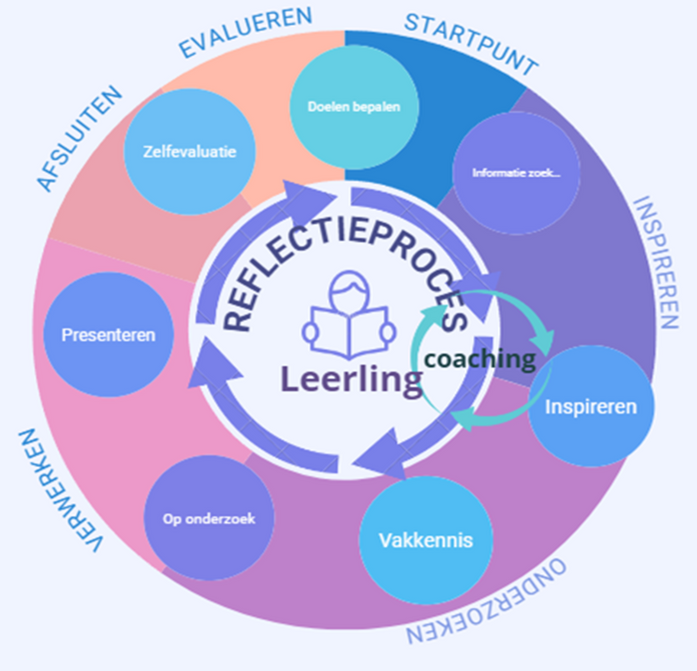 STARTPUNT
INSPIREREN
ONDERZOEKEN
VERWERKEN
AFSLUITEN
EVALUEREN
Doelen bepalen
Informatie zoek...
Inspireren
Vakkennis
Op onderzoek
Presenteren
Zelfevaluatie
REFLECTIEPROCES
coaching
Leerling